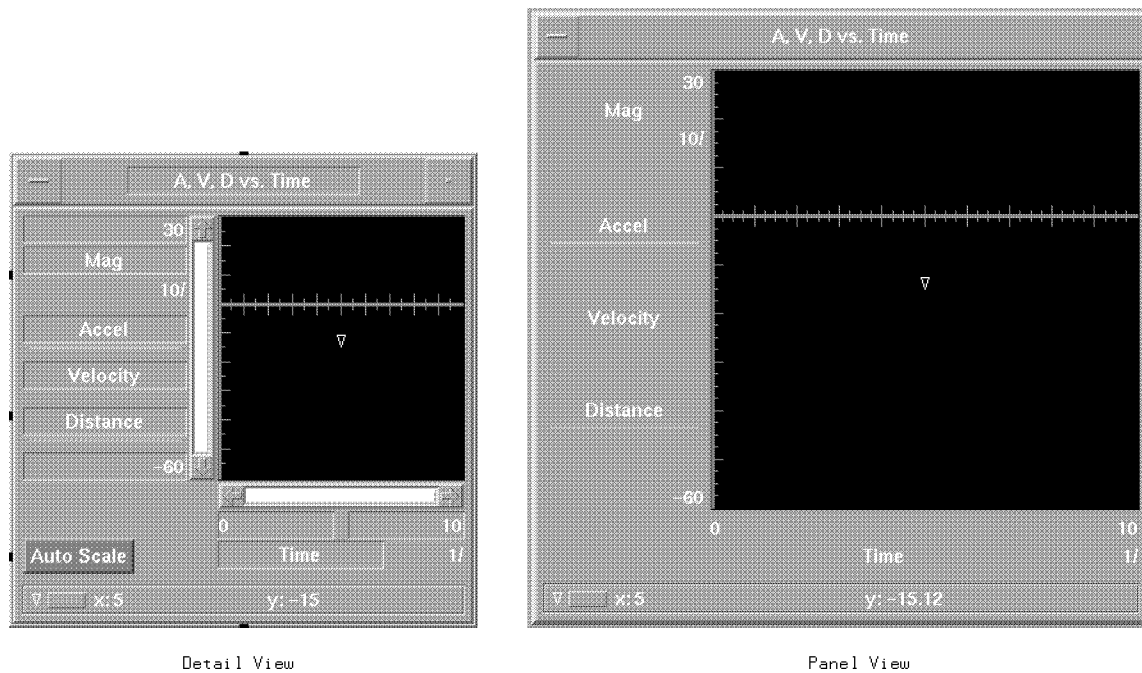 A, V, D vs. Time
30
Mag
10/
Accel
Velocity
Distance
-60
0 10
Auto Scale
Time 1/
x: 5 y: -15
Detail View
A, V, D vs. Time
30
Mag
10/
Accel
Velocity
Distance
-60
0 10
Time 1/
x: 5 y: -15.12
Panel View